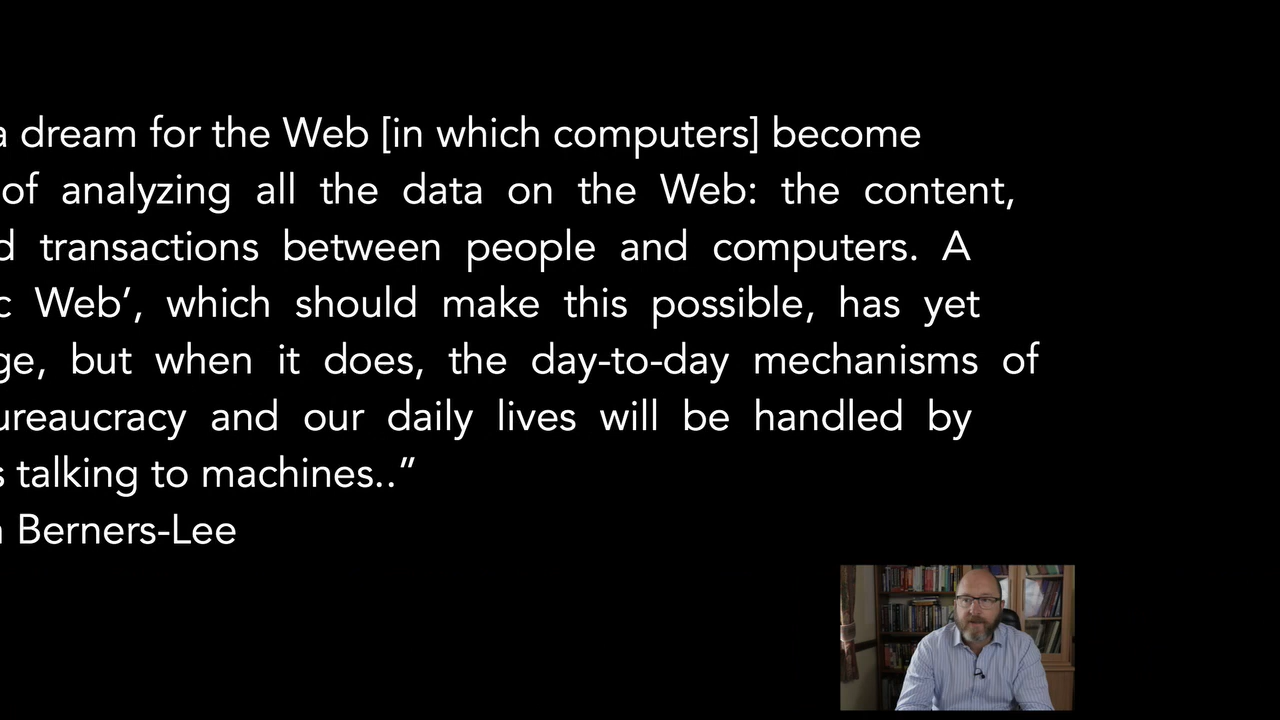 a dream for the Web [in which computers] become
of analyzing all the data on the Web: the content,
d transactions between people and computers. A
c Web’, which should make this possible, has yet
ge, but when it does, the day-to-day mechanisms of
ureaucracy and our daily lives will be handled by
s talking to machines..”
Berners-Lee